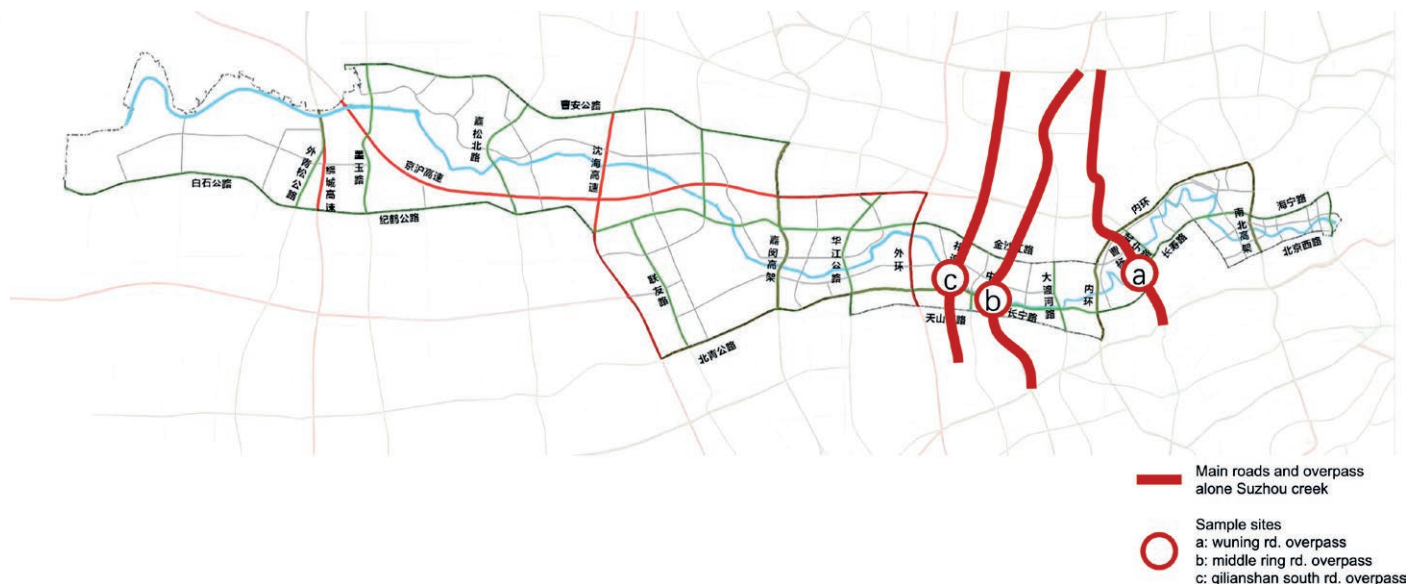 曹安公路
嘉松北路
沈海高速
外青松公路
绕城高速
墨玉路
京沪高速
白石公路
纪鹤公路
联友路
北青公路
嘉闵高架
华江公路
外环
金沙江路
天山路
长宁路
大渡河路
内环
内环
长寿路
南北高架
海宁路
北京西路
c
b
a
Main roads and overpass
alone Suzhou creek
Sample sites
a: wuning rd. overpass
b: middle ring rd. overpass
c: qilianshan south rd. overpass